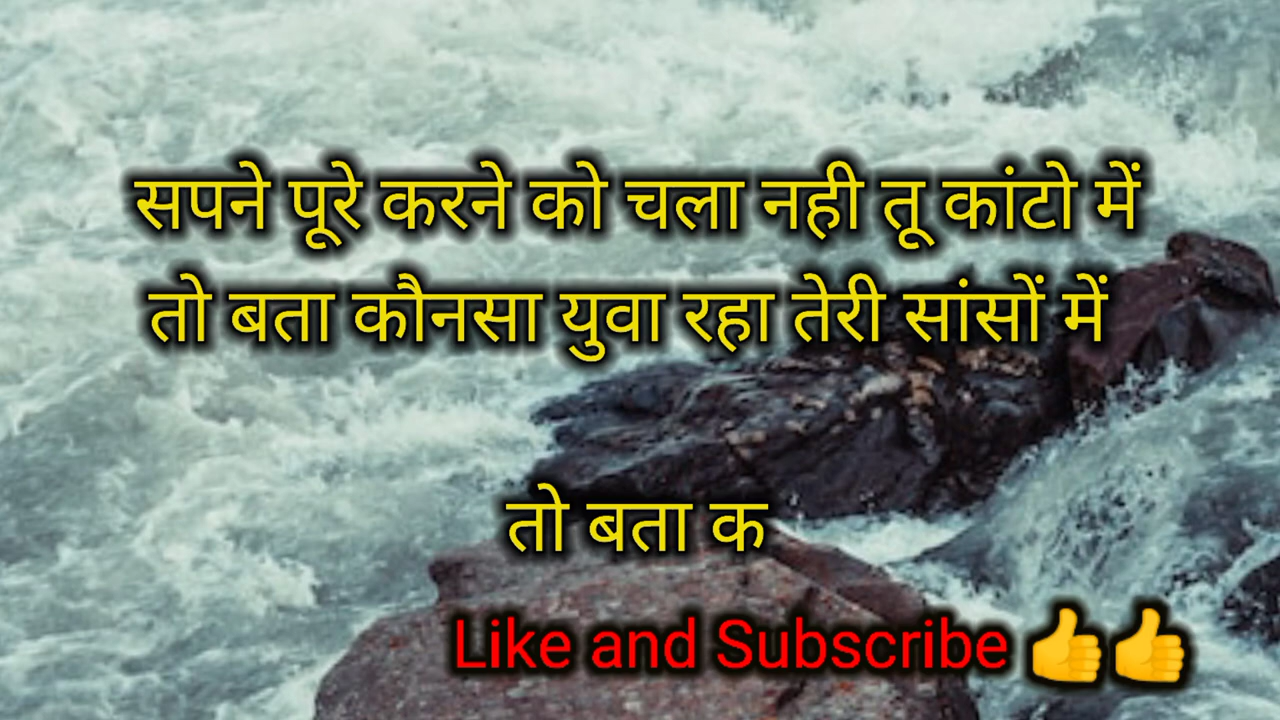 सपने पूरे करने को चला नही तू कांटो में
तो बता कौनसा युवा रहा तेरी सांसों में
तो बता क
Like and Subscribe 👍👍